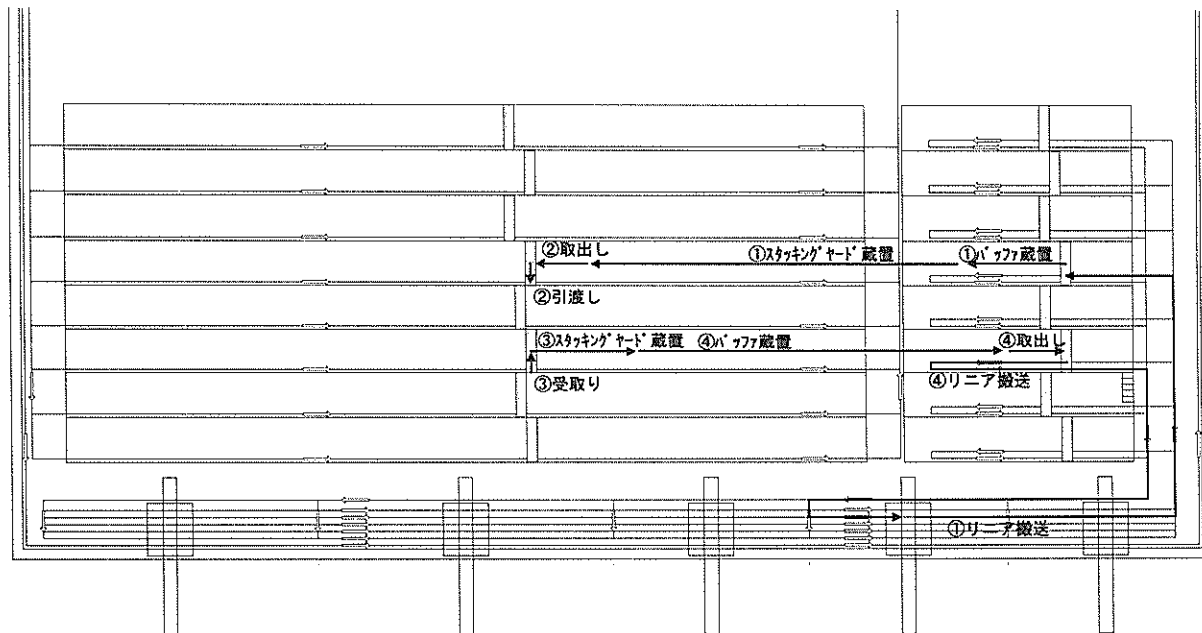 ②取出し ①スタッキングヤード蔵置 ①バッファ蔵置
②引渡し
③スタッキングヤード蔵置 ④バッファ蔵置 ④取出し
③受取り ④リニア搬送
①リニア搬送